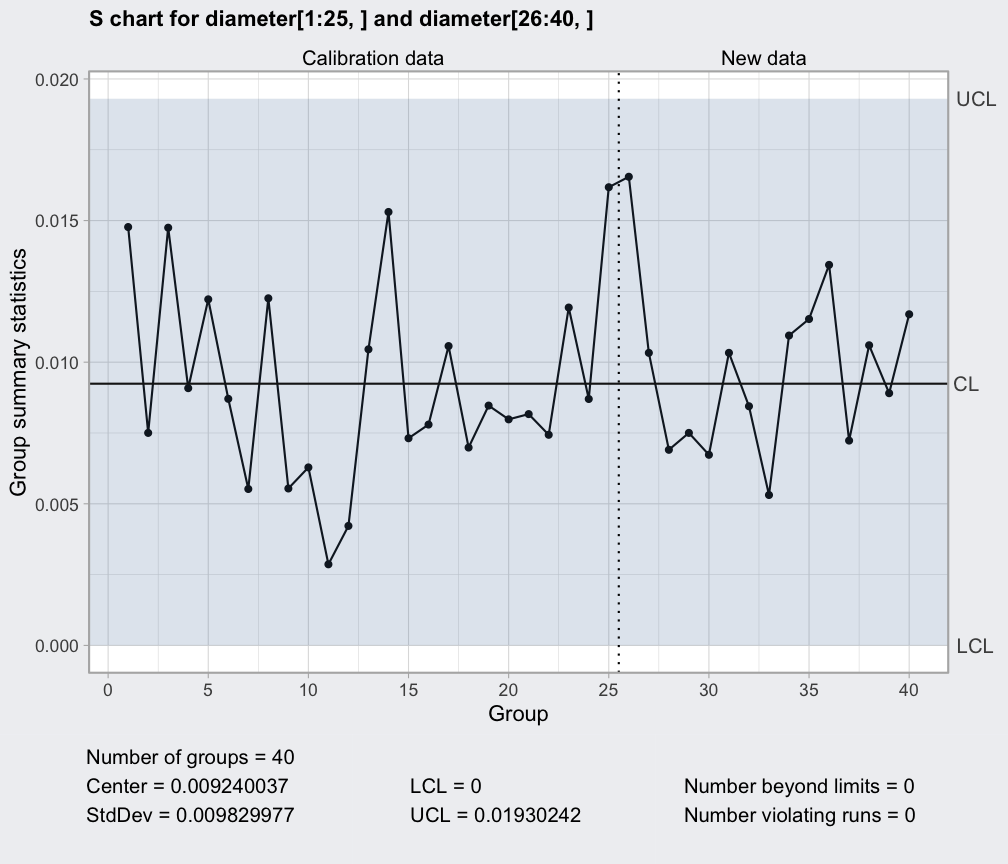 S chart for diameter[1:25, ] and diameter[26:40, ]
Calibration data New data
0.020
UCL
0.015
0.010
CL
0.005
0.000
LCL
Group summary statistics
0 5 10 15 20 25 30 35 40
Group
Number of groups = 40
Center = 0.009240037 LCL = 0 Number beyond limits = 0
StdDev = 0.009829977 UCL = 0.01930242 Number violating runs = 0